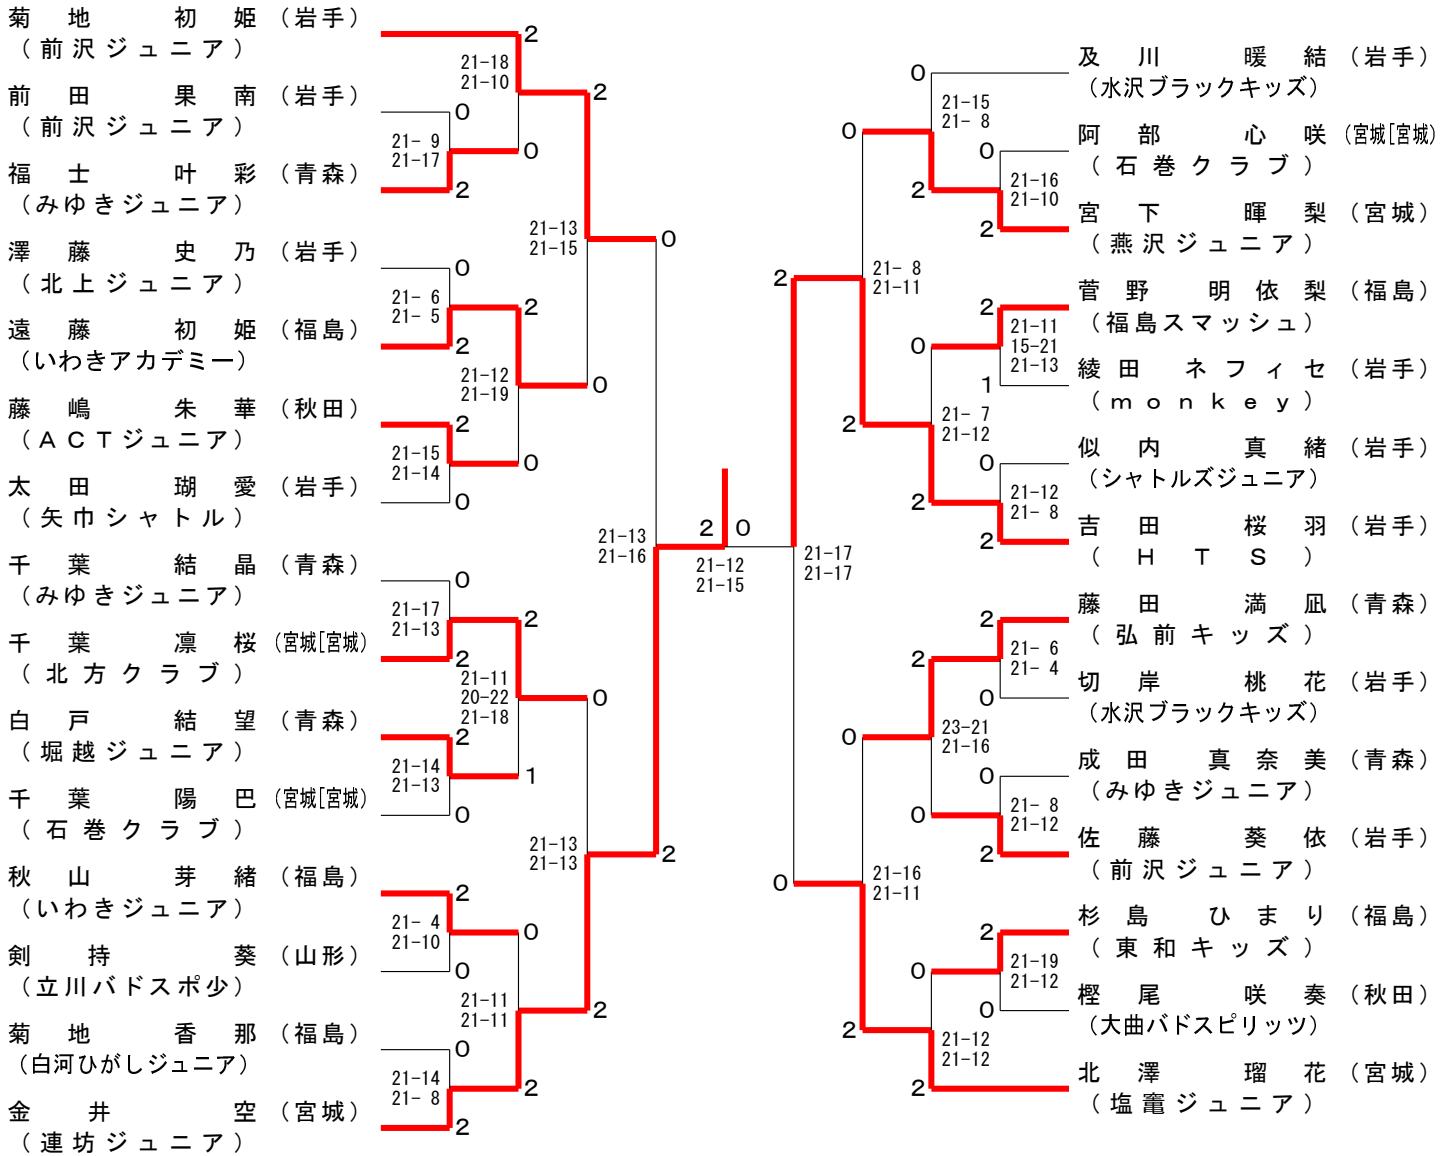 菊地 初姫 (岩手)
(前沢ジュニア)
前田 果南 (岩手)
(前沢ジュニア)
福士 叶彩 (青森)
(みゆきジュニア)
澤藤 史乃 (岩手)
(北上ジュニア)
遠藤 初姫 (福島)
(いわきアカデミー)
藤嶋 朱華 (秋田)
(ACTジュニア)
太田 瑚愛 (岩手)
(矢巾シャトル)
千葉 結晶 (青森)
(みゆきジュニア)
千葉 凛桜 (宮城[宮城)
(北方クラブ)
白戸 結望 (青森)
(堀越ジュニア)
千葉 陽巴 (宮城[宮城)
(石巻クラブ)
秋山 芽緒 (福島)
(いわきジュニア)
剣持 葵 (山形)
(立川バドスポ少)
菊地 香那 (福島)
(白河ひがしジュニア)
金井 空 (宮城)
(連坊ジュニア)
0
21- 9
21-17
2
0
21- 6
21- 5
2
2
21-15
21-14
0
0
21-17
21-13
2
2
21-14
21-13
0
2
21- 4
21-10
0
0
21-14
21- 8
2
2
21-18
21-10
0
2
21-12
21-19
0
2
21-11
20-22
21-18
1
0
21-11
21-11
2
2
21-13
21-15
0
0
21-13
21-13
2
0
21-13
21-16
2
2 0
21-12
21-15
2
21-17
21-17
0
0
21- 8
21-11
2
0
21-16
21-11
2
0
21-15
21- 8
2
0
21- 7
21-12
2
2
23-21
21-16
0
0
21-12
21-12
2
0
21-16
21-10
2
2
21-11
15-21
21-13
1
0
21-12
21- 8
2
2
21- 6
21- 4
0
0
21- 8
21-12
2
2
21-19
21-12
0
及川 暖結 (岩手)
(水沢ブラックキッズ)
阿部 心咲 (宮城[宮城)
(石巻クラブ)
宮下 暉梨 (宮城)
(燕沢ジュニア)
菅野 明依梨 (福島)
(福島スマッシュ)
綾田 ネフィセ (岩手)
(monkey)
似内 真緒 (岩手)
(シャトルズジュニア)
吉田 桜羽 (岩手)
(HTS)
藤田 満凪 (青森)
(弘前キッズ)
切岸 桃花 (岩手)
(水沢ブラックキッズ)
成田 真奈美 (青森)
(みゆきジュニア)
佐藤 葵依 (岩手)
(前沢ジュニア)
杉島 ひまり (福島)
(東和キッズ)
樫尾 咲奏 (秋田)
(大曲バドスピリッツ)
北澤 瑠花 (宮城)
(塩竈ジュニア)